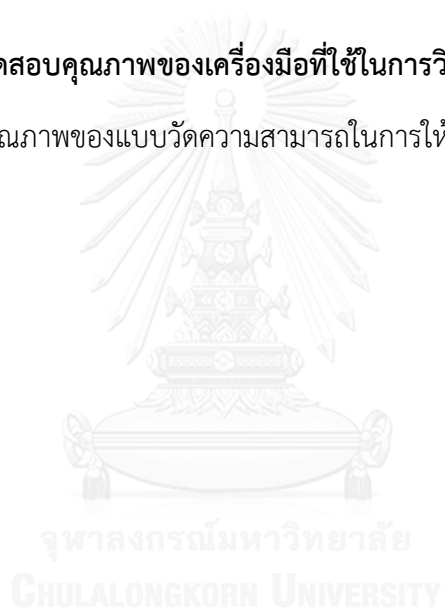 ดสอบคุณภาพของเครื่องมือที่ใช้ในการวิ
ณภาพของแบบวัดความสามารถในการให้
จุฬาลงกรณ์มหาวิทยาลัย
CHULALONGKORN UNIVERSITY